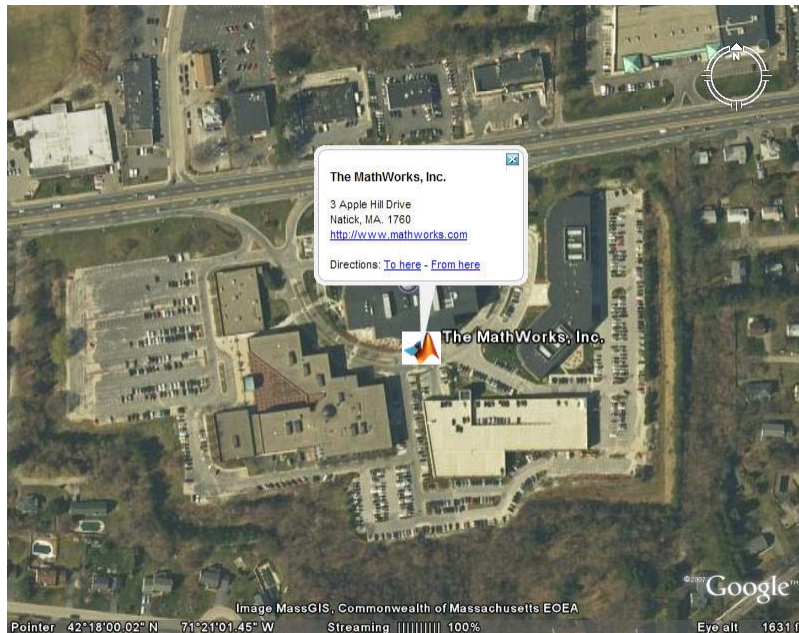 N
The MathWorks, Inc.
3 Apple Hill Drive
Natick, MA. 1760
http://www.mathworks.com
Directions: To here - From here
The MathWorks, Inc.
©2007 Google™
Image MassGIS, Commonwealth of Massachusetts EOEA
Pointer 42°18'00.02" N 71°21'01.45" W Streaming |||||||||| 100% Eye alt 1631 f